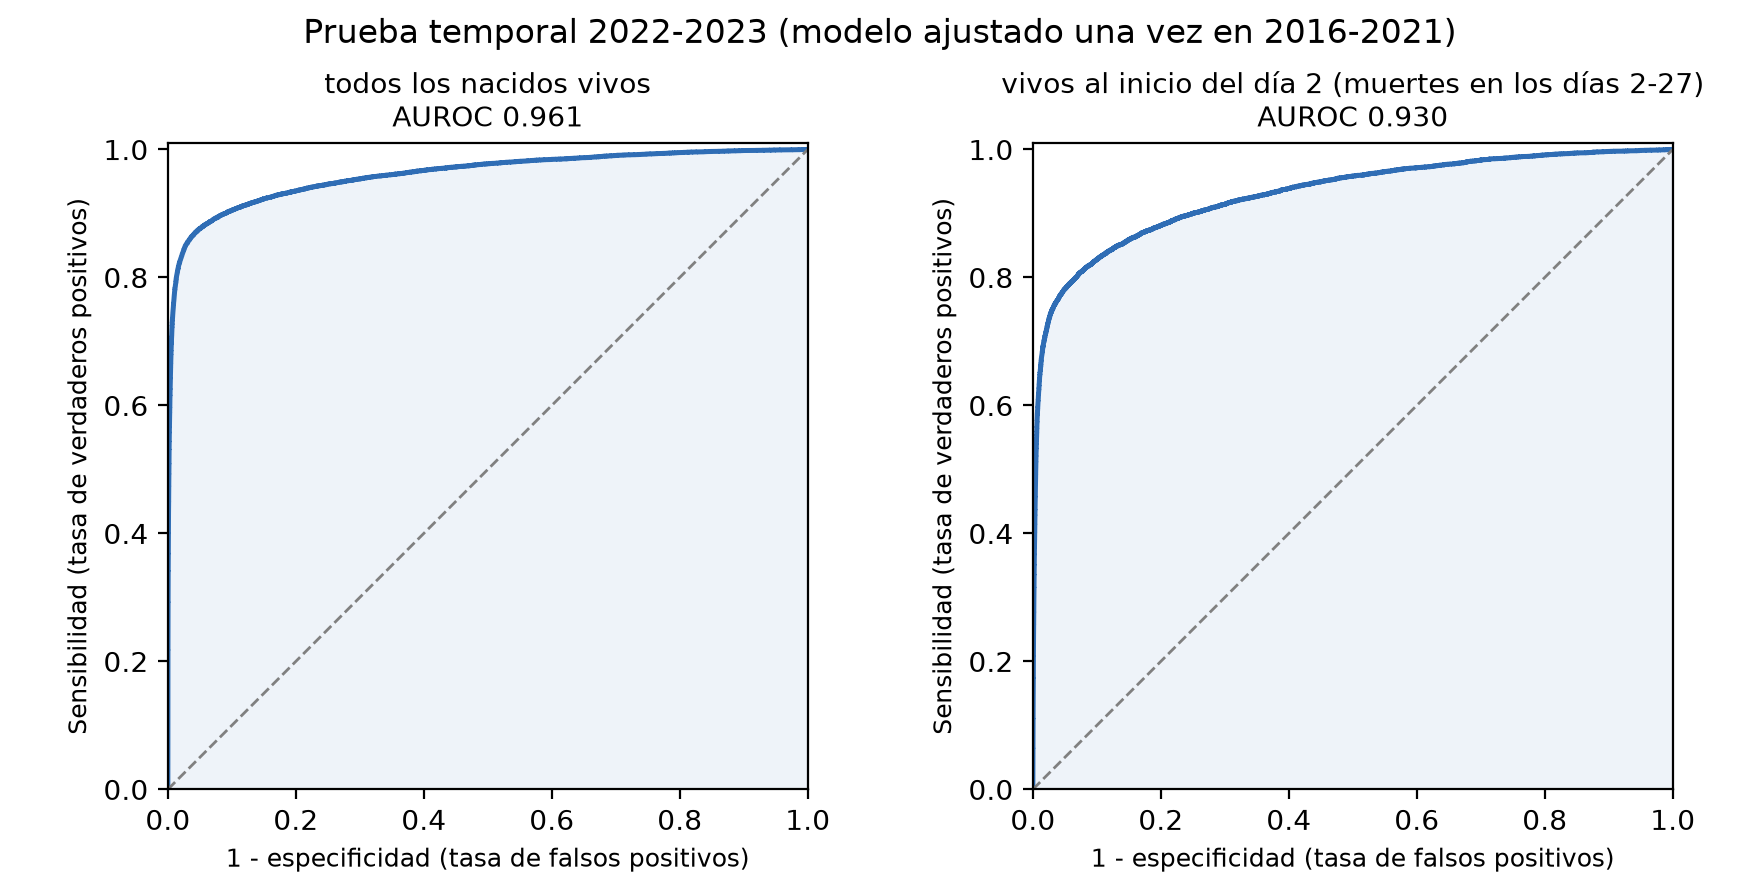 Prueba temporal 2022-2023 (modelo ajustado una vez en 2016-2021)
todos los nacidos vivos
AUROC 0.961
Sensibilidad (tasa de verdaderos positivos)
1.0
0.8
0.6
0.4
0.2
0.0
0.0 0.2 0.4 0.6 0.8 1.0
1 - especificidad (tasa de falsos positivos)
vivos al inicio del día 2 (muertes en los días 2-27)
AUROC 0.930
Sensibilidad (tasa de verdaderos positivos)
1.0
0.8
0.6
0.4
0.2
0.0
0.0 0.2 0.4 0.6 0.8 1.0
1 - especificidad (tasa de falsos positivos)